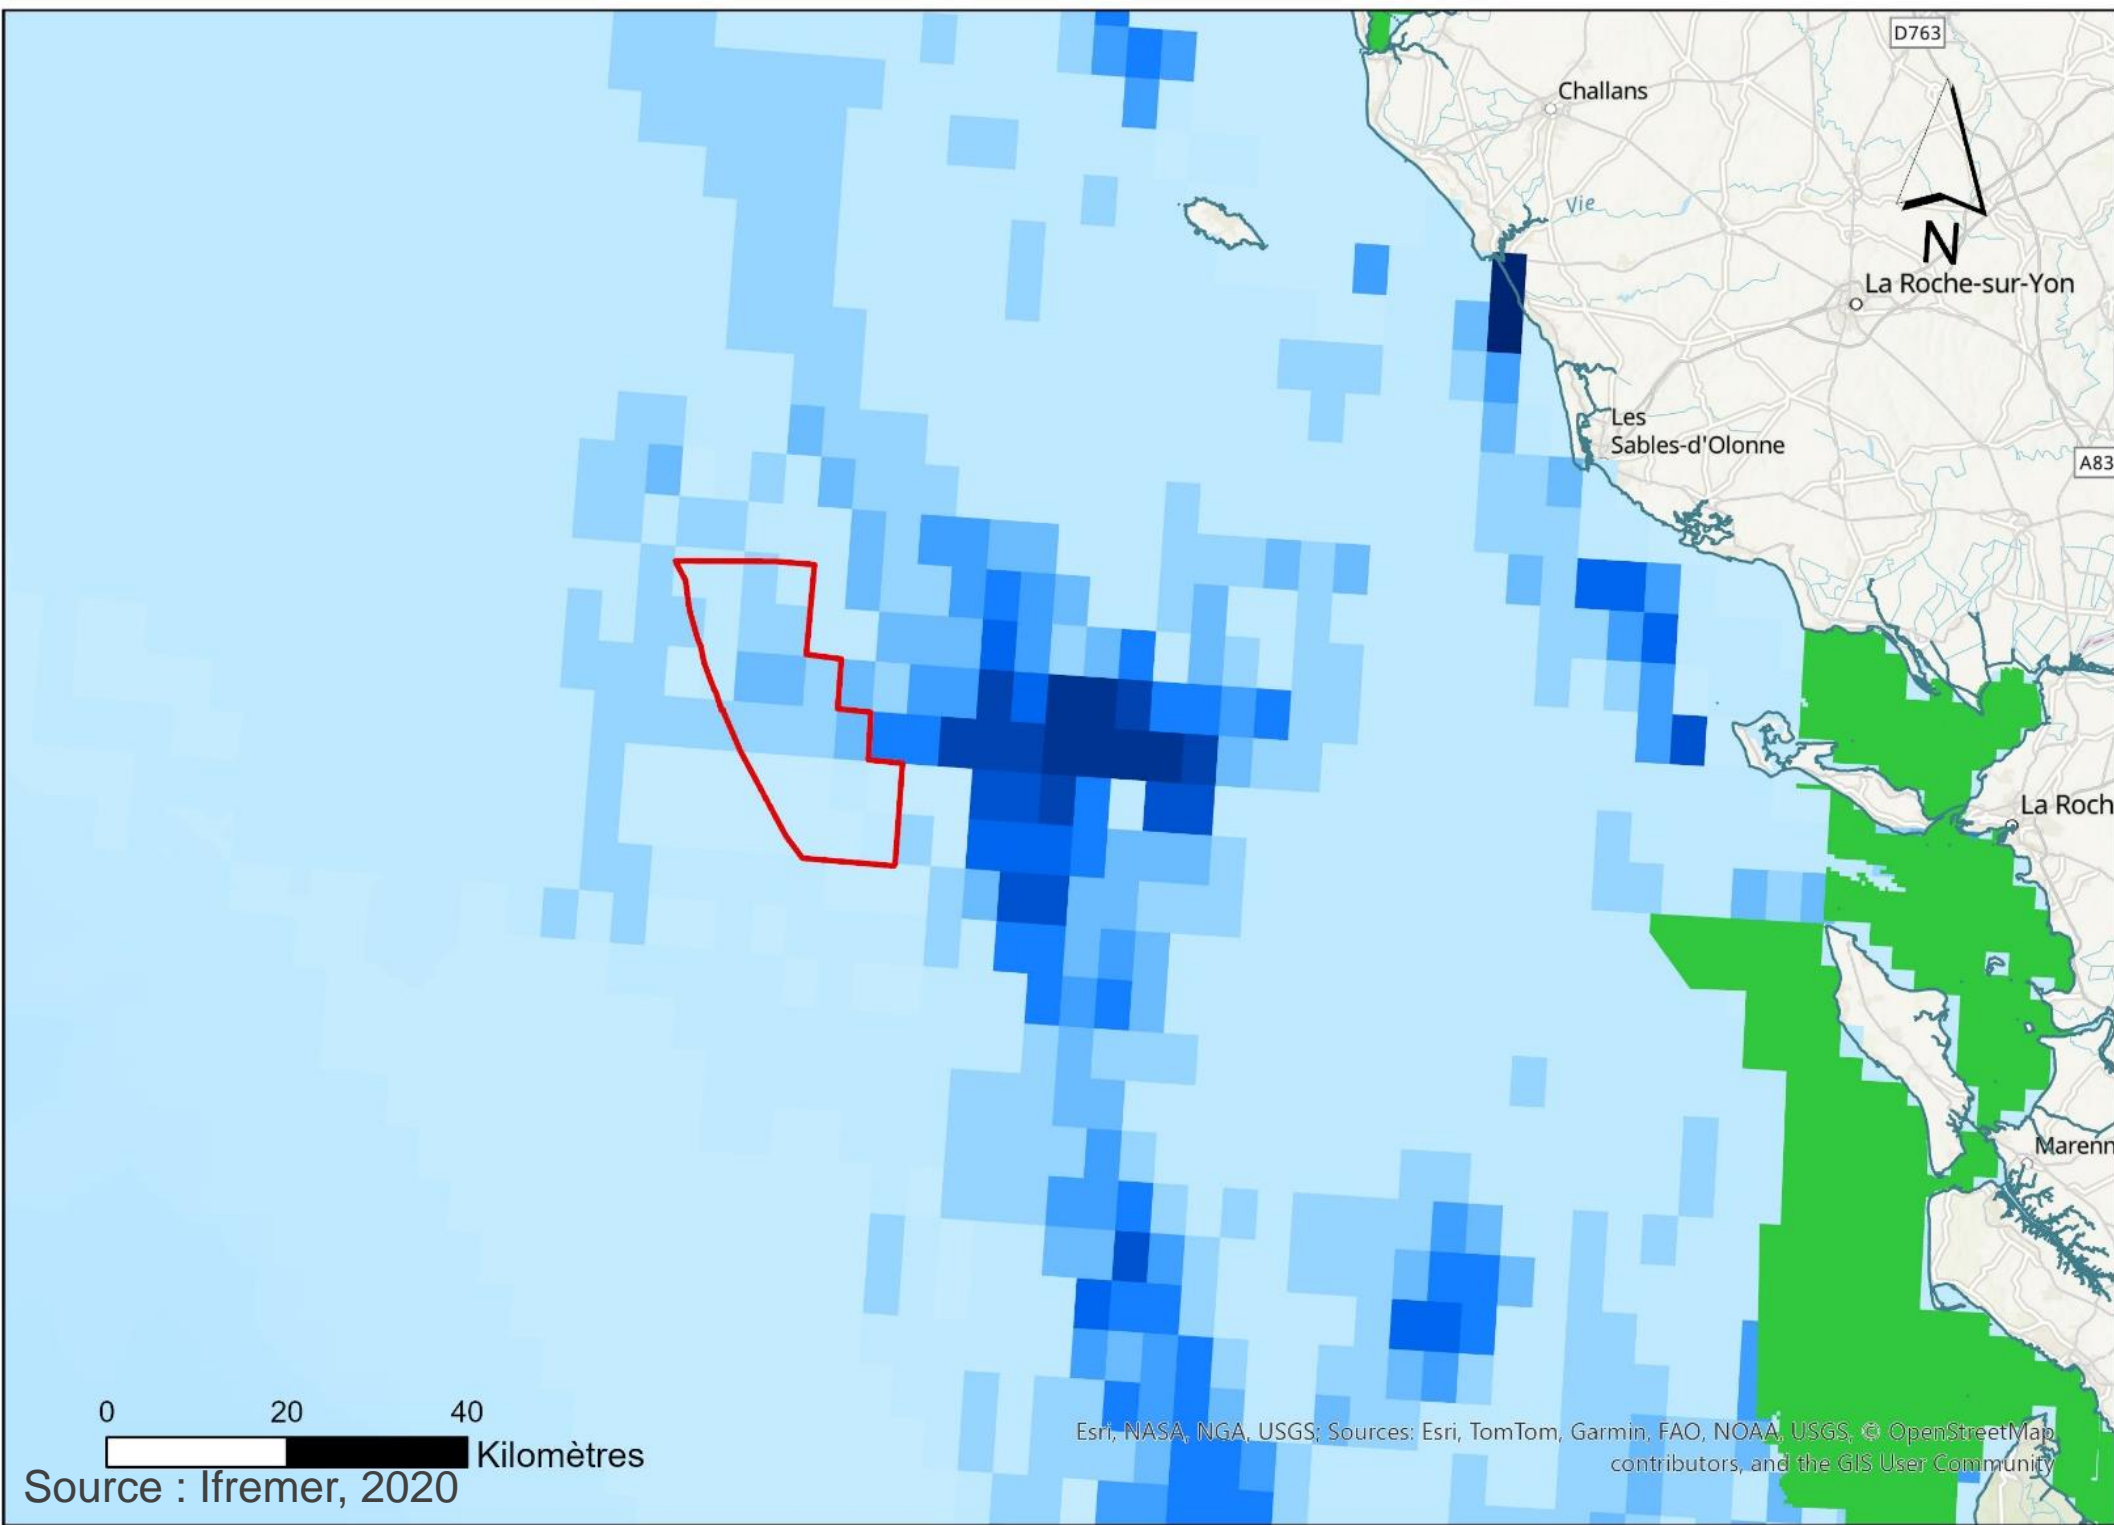 D763
Challans
Vie
N
La Roche-sur-Yon
Les
Sables-d'Olonne
A83
La Roch
Marenn
0 20 40
Kilomètres
Source : Ifremer, 2020
Esri, NASA, NGA, USGS; Sources: Esri, TomTom, Garmin, FAO, NOAA, USGS, © OpenStreetMap
contributors, and the GIS User Community